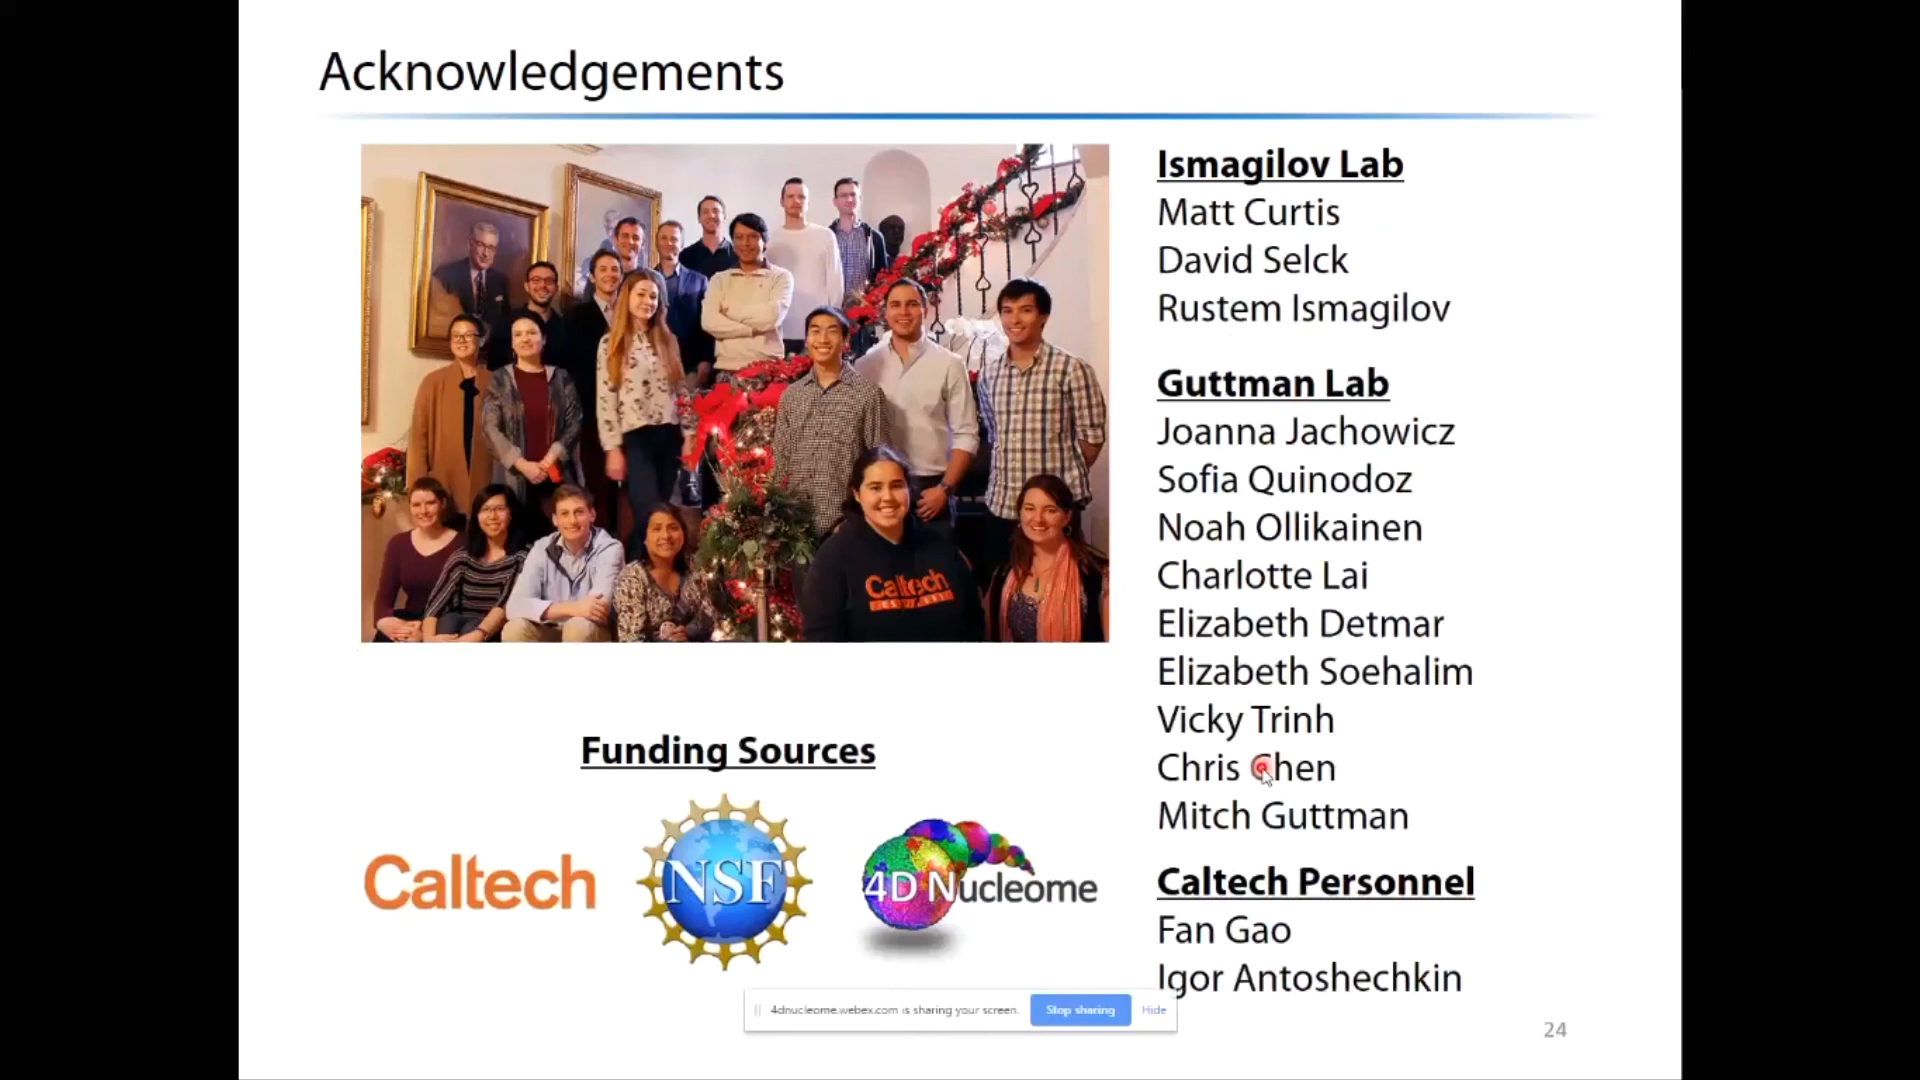 Acknowledgements
Ismagilov Lab
Matt Curtis
David Selck
Rustem Ismagilov
Guttman Lab
Joanna Jachowicz
Sofia Quinodoz
Noah Ollikainen
Charlotte Lai
Elizabeth Detmar
Elizabeth Soehalim
Vicky Trinh
Chris Chen
Mitch Guttman
Caltech Personnel
Fan Gao
Igor Antoshechkin
Caltech
Funding Sources
Caltech
NSF
4D Nucleome
4dnucleome.webex.com is sharing your screen.
Stop sharing
Hide
24